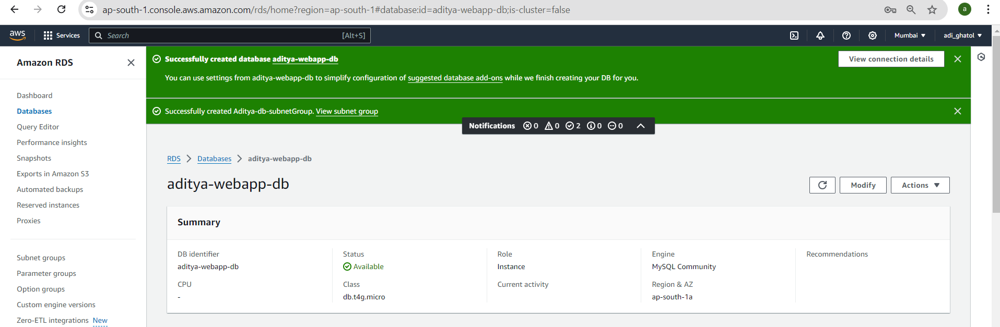 ap-south-1.console.aws.amazon.com/rds/home?region=ap-south-1#database:id=aditya-webapp-db;is-cluster=false
a
aws
Services
Search
[Alt+S]
Mumbai
adi_ghatol
Amazon RDS
Dashboard
Databases
Query Editor
Performance insights
Snapshots
Exports in Amazon S3
Automated backups
Reserved instances
Proxies
Subnet groups
Parameter groups
Option groups
Custom engine versions
Zero-ETL integrations New
Successfully created database aditya-webapp-db
View connection details
You can use settings from aditya-webapp-db to simplify configuration of suggested database add-ons while we finish creating your DB for you.
Successfully created Aditya-db-subnetGroup. View subnet group
Notifications 0 0 2 0 0
RDS
Databases
aditya-webapp-db
aditya-webapp-db
Modify
Actions
Summary
DB identifier
aditya-webapp-db
Status
Available
Role
Instance
Engine
MySQL Community
Recommendations
CPU
-
Class
db.t4g.micro
Current activity
Region & AZ
ap-south-1a